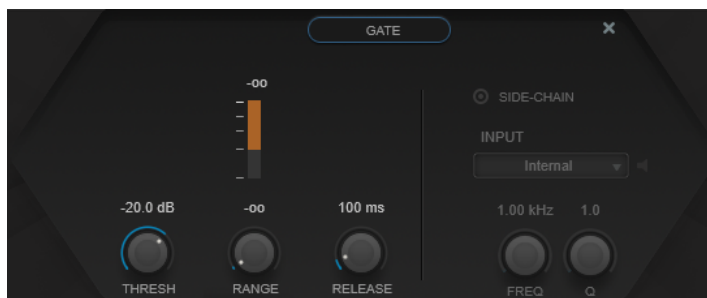 GATE
-oo
SIDE-CHAIN
INPUT
Internal
-20.0 dB
-oo
100 ms
1.00 kHz
1.0
THRESH
RANGE
RELEASE
FREQ
Q